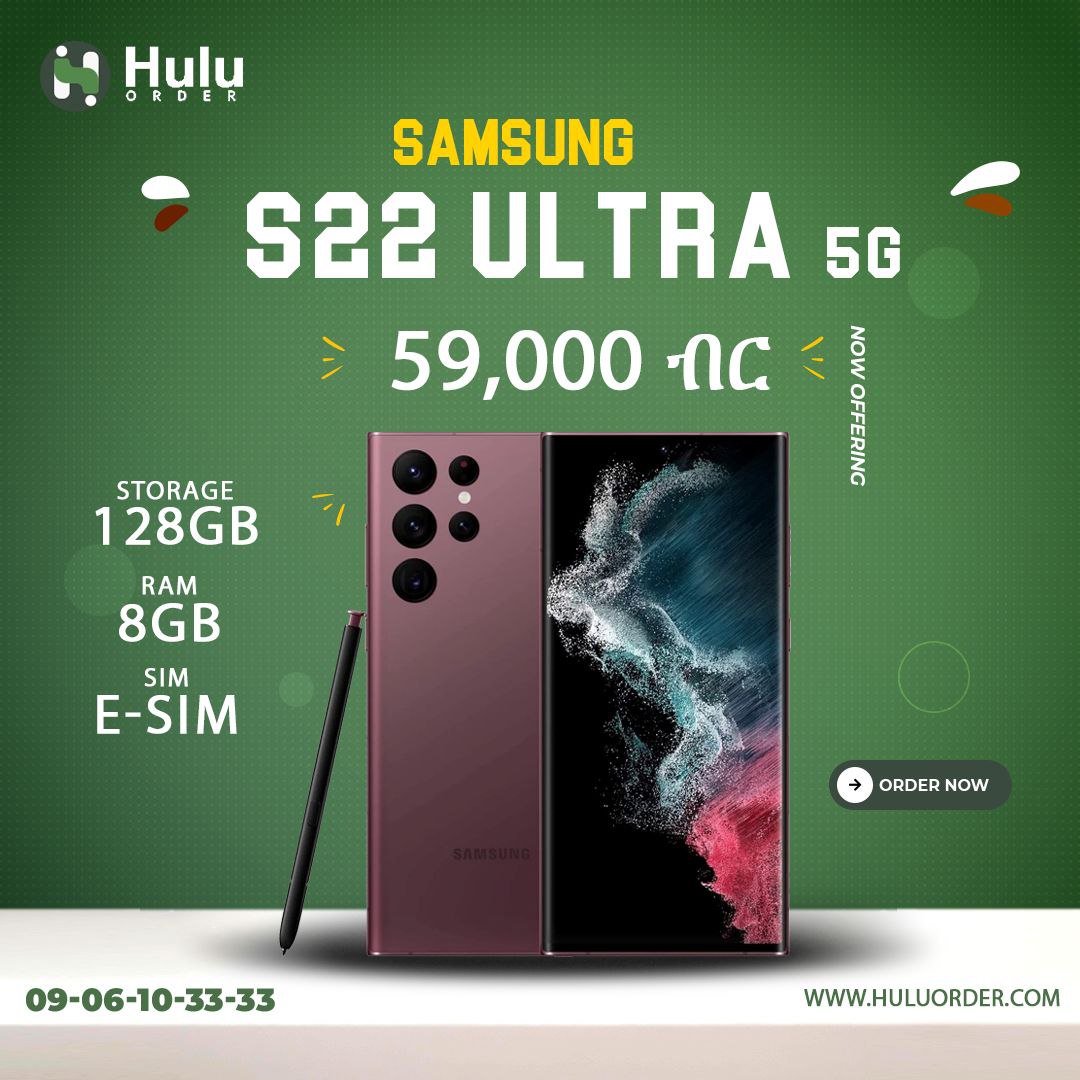 Hulu
ORDER
SAMSUNG
S22 ULTRA 5G
59,000 ብር
NOW OFFERING
STORAGE
128GB
RAM
8GB
SIM
E-SIM
SAMSUNG
ORDER NOW
09-06-10-33-33
WWW.HULUORDER.COM